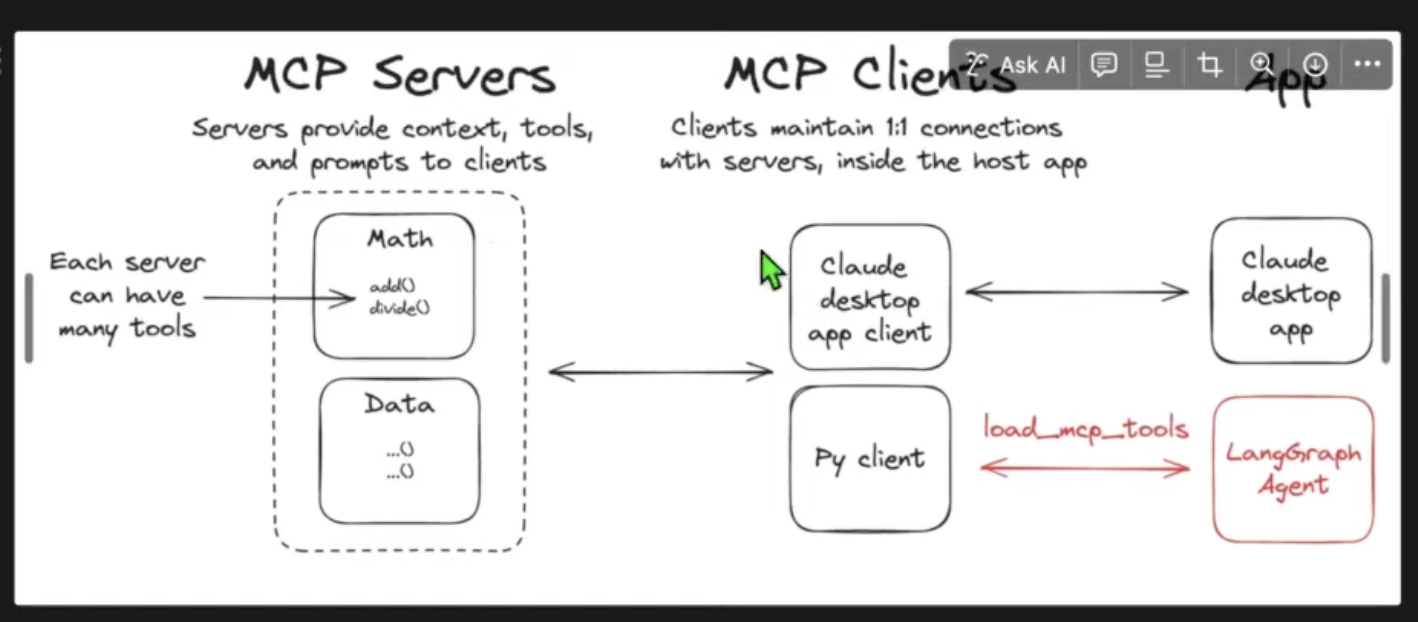 MCP Servers
Servers provide context, tools,
and prompts to clients
Each server
can have
many tools
Math
add()
divide()
Data
...()
...()
MCP Clients
Clients maintain 1:1 connections
with servers, inside the host app
Claude
desktop
app client
Py client
Ask AI
App
Claude
desktop
app
load_mcp_tools
LangGraph
Agent